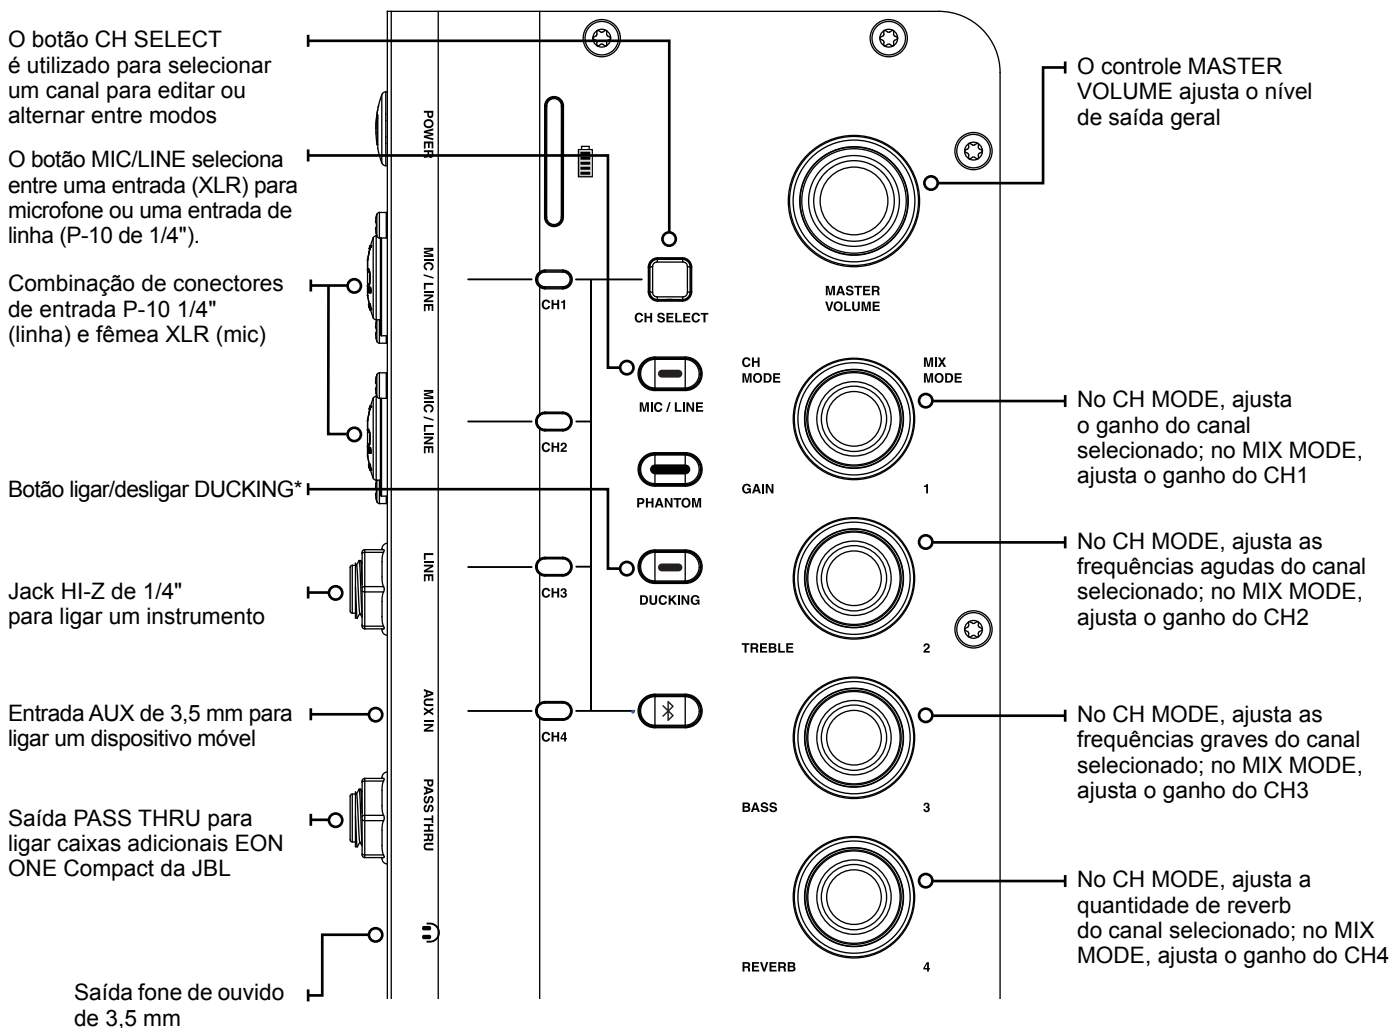 O botão CH SELECT
é utilizado para selecionar
um canal para editar ou
alternar entre modos
O botão MIC/LINE seleciona
entre uma entrada (XLR) para
microfone ou uma entrada de
linha (P-10 de 1/4").
Combinação de conectores
de entrada P-10 1/4"
(linha) e fêmea XLR (mic)
Botão ligar/desligar DUCKING*
Jack HI-Z de 1/4"
para ligar um instrumento
Entrada AUX de 3,5 mm para
ligar um dispositivo móvel
Saída PASS THRU para
ligar caixas adicionais EON
ONE Compact da JBL
Saída fone de ouvido
de 3,5 mm
POWER
MIC / LINE
MIC / LINE
LINE
AUX IN
PASS THRU
CH1
CH2
CH3
CH4
CH SELECT
MIC / LINE
PHANTOM
DUCKING
MASTER
VOLUME
CH
MODE
MIX
MODE
GAIN
1
TREBLE
2
BASS
3
REVERB
4
O controle MASTER
VOLUME ajusta o nível
de saída geral
No CH MODE, ajusta
o ganho do canal
selecionado; no MIX MODE,
ajusta o ganho do CH1
No CH MODE, ajusta as
frequências agudas do canal
selecionado; no MIX MODE,
ajusta o ganho do CH2
No CH MODE, ajusta as
frequências graves do canal
selecionado; no MIX MODE,
ajusta o ganho do CH3
No CH MODE, ajusta a
quantidade de reverb
do canal selecionado; no MIX
MODE, ajusta o ganho do CH4